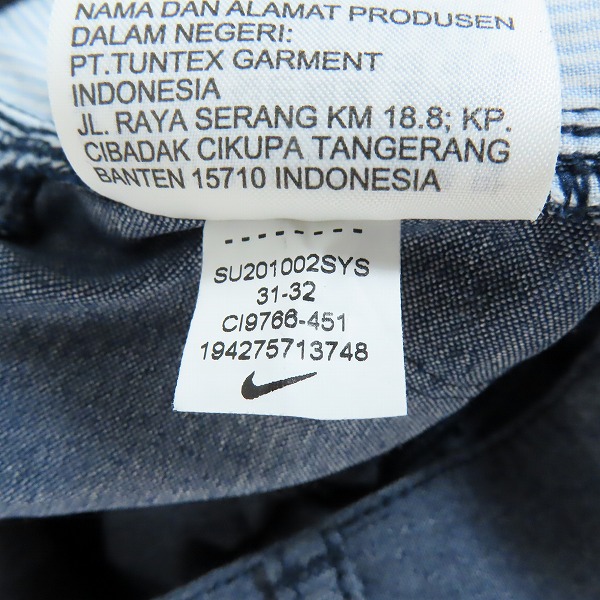 NAMA DAN ALAMAT PRODUSEN
DALAM NEGERI:
PT.TUNTEX GARMENT
INDONESIA
JL. RAYA SERANG KM 18.8; KP.
CIBADAK CIKUPA TANGERANG
BANTEN 15710 INDONESIA
SU201002SYS
31-32
CI9766-451
194275713748